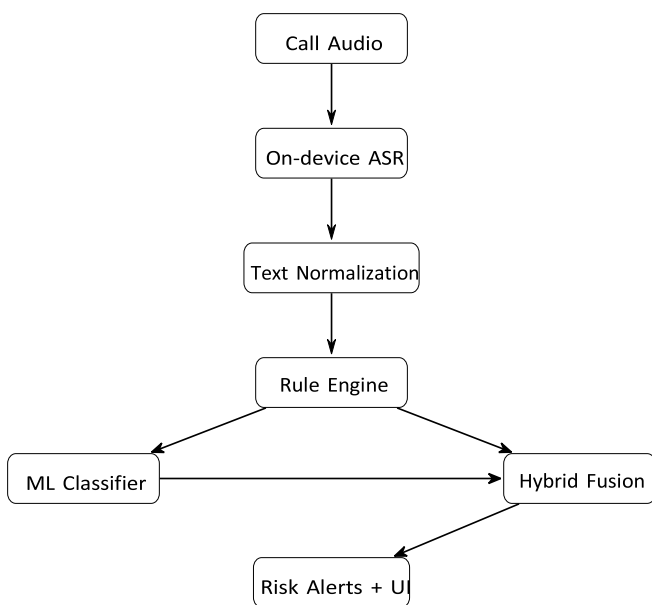 Call Audio
On-device ASR
Text Normalization
Rule Engine
ML Classifier
Hybrid Fusion
Risk Alerts + UI